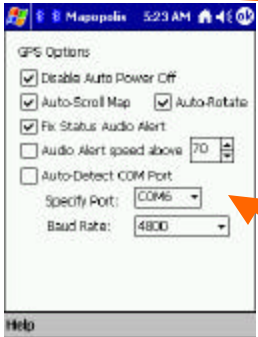 Mapopolis 5:23 AM ok
GPS Options
Disable Auto Power Off
Auto-Scroll Map Auto-Rotate
Fix Status Audio Alert
Audio Alert speed above 70
Auto-Detect COM Port
Specify Port: COM6
Baud Rate: 4800
Help